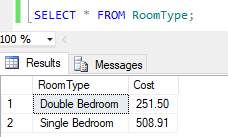 SELECT * FROM RoomType;
100 %
Results Messages
RoomType Cost
1 Double Bedroom 251.50
2 Single Bedroom 508.91